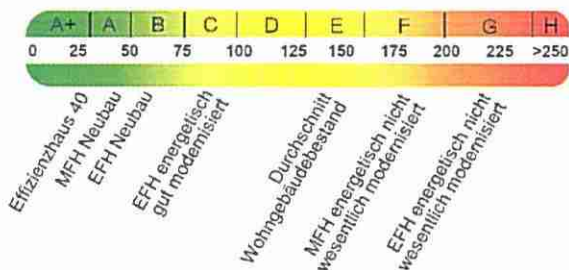 A+ A B C D E F G H
0 25 50 75 100 125 150 175 200 225 >250
Effizienzhaus 40
MFH Neubau
EFH Neubau
EFH energetisch
gut modernisiert
Durchschnitt
Wohngebäudebestand
MFH energetisch nicht
wesentlich modernisiert
EFH energetisch nicht
wesentlich modernisiert